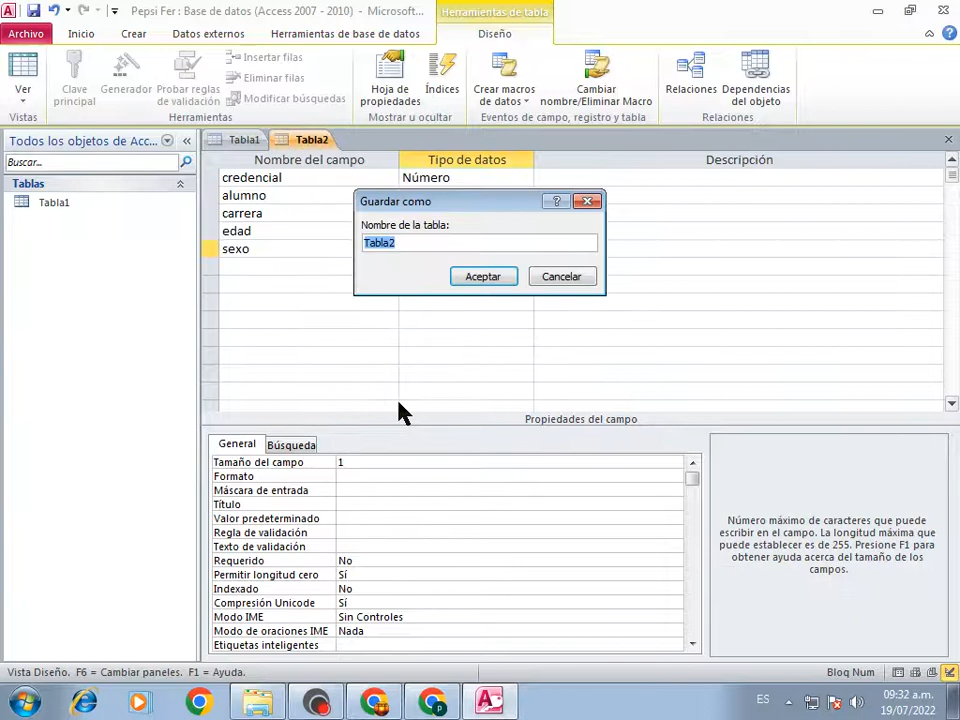 Pepsi Fer : Base de datos (Access 2007 - 2010) - Microsoft...
Herramientas de tabla
Archivo Inicio Crear Datos externos Herramientas de base de datos Diseño
Ver
Clave principal
Generador
Probar reglas de validación
Insertar filas
Eliminar filas
Modificar búsquedas
Hoja de propiedades
Índices
Crear macros de datos
Cambiar nombre/Eliminar Macro
Relaciones
Dependencias del objeto
Vistas Herramientas Mostrar u ocultar Eventos de campo, registro y tabla Relaciones
Todos los objetos de Acc...
Buscar...
Tablas
Tabla1
Tabla1 Tabla2
Nombre del campo Tipo de datos Descripción
credencial Número
alumno
carrera
edad
sexo
Guardar como
Nombre de la tabla:
Tabla2
Aceptar Cancelar
Propiedades del campo
General Búsqueda
Tamaño del campo 1
Formato
Máscara de entrada
Título
Valor predeterminado
Regla de validación
Texto de validación
Requerido No
Permitir longitud cero Sí
Indexado No
Compresión Unicode Sí
Modo IME Sin Controles
Modo de oraciones IME Nada
Etiquetas inteligentes
Número máximo de caracteres que puede
escribir en el campo. La longitud máxima que
puede establecer es de 255. Presione F1 para
obtener ayuda acerca del tamaño de los
campos.
Vista Diseño. F6 = Cambiar paneles. F1 = Ayuda.
Bloq Num
ES
09:32 a.m.
19/07/2022